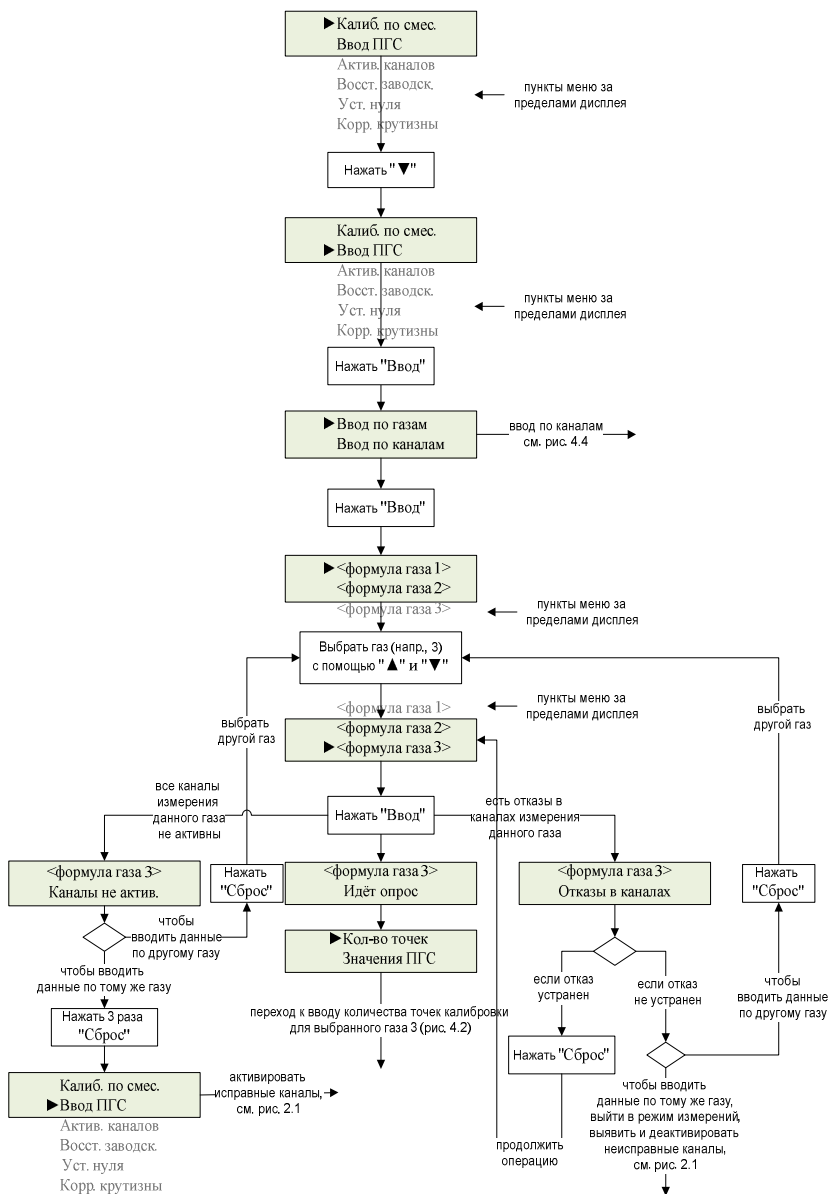 ▶Калиб. по смес.
Ввод ПГС
Актив. каналов
Восст. заводск.
Уст. нуля
Корр. крутизны
пункты меню за
пределами дисплея
Нажать "▼"
Калиб. по смес.
▶Ввод ПГС
Актив. каналов
Восст. заводск.
Уст. нуля
Корр. крутизны
пункты меню за
пределами дисплея
Нажать "Ввод"
▶Ввод по газам
Ввод по каналам
ввод по каналам
см. рис. 4.4
Нажать "Ввод"
▶<формула газа 1>
<формула газа 2>
<формула газа 3>
пункты меню за
пределами дисплея
Выбрать газ (напр., 3)
с помощью "▲" и "▼"
<формула газа 1>
пункты меню за
пределами дисплея
<формула газа 2>
▶<формула газа 3>
выбрать
другой газ
выбрать
другой газ
все каналы
измерения
данного газа
не активны
Нажать "Ввод"
есть отказы в
каналах измерения
данного газа
<формула газа 3>
Каналы не актив.
Нажать
"Сброс"
<формула газа 3>
Идёт опрос
<формула газа 3>
Отказы в каналах
Нажать
"Сброс"
чтобы
вводить данные
по другому газу
▶Кол-во точек
Значения ПГС
чтобы вводить
данные по тому же газу
если отказ
устранен
если отказ
не устранен
чтобы
вводить данные
по другому газу
Нажать 3 раза
"Сброс"
переход к вводу количества точек калибровки
для выбранного газа 3 (рис. 4.2)
Нажать "Сброс"
Калиб. по смес.
▶Ввод ПГС
Актив. каналов
Восст. заводск.
Уст. нуля
Корр. крутизны
активировать
исправные каналы,
см. рис. 2.1
чтобы вводить
данные по тому же газу,
выйти в режим измерений,
выявить и деактивировать
неисправные каналы,
см. рис. 2.1
продолжить
операцию